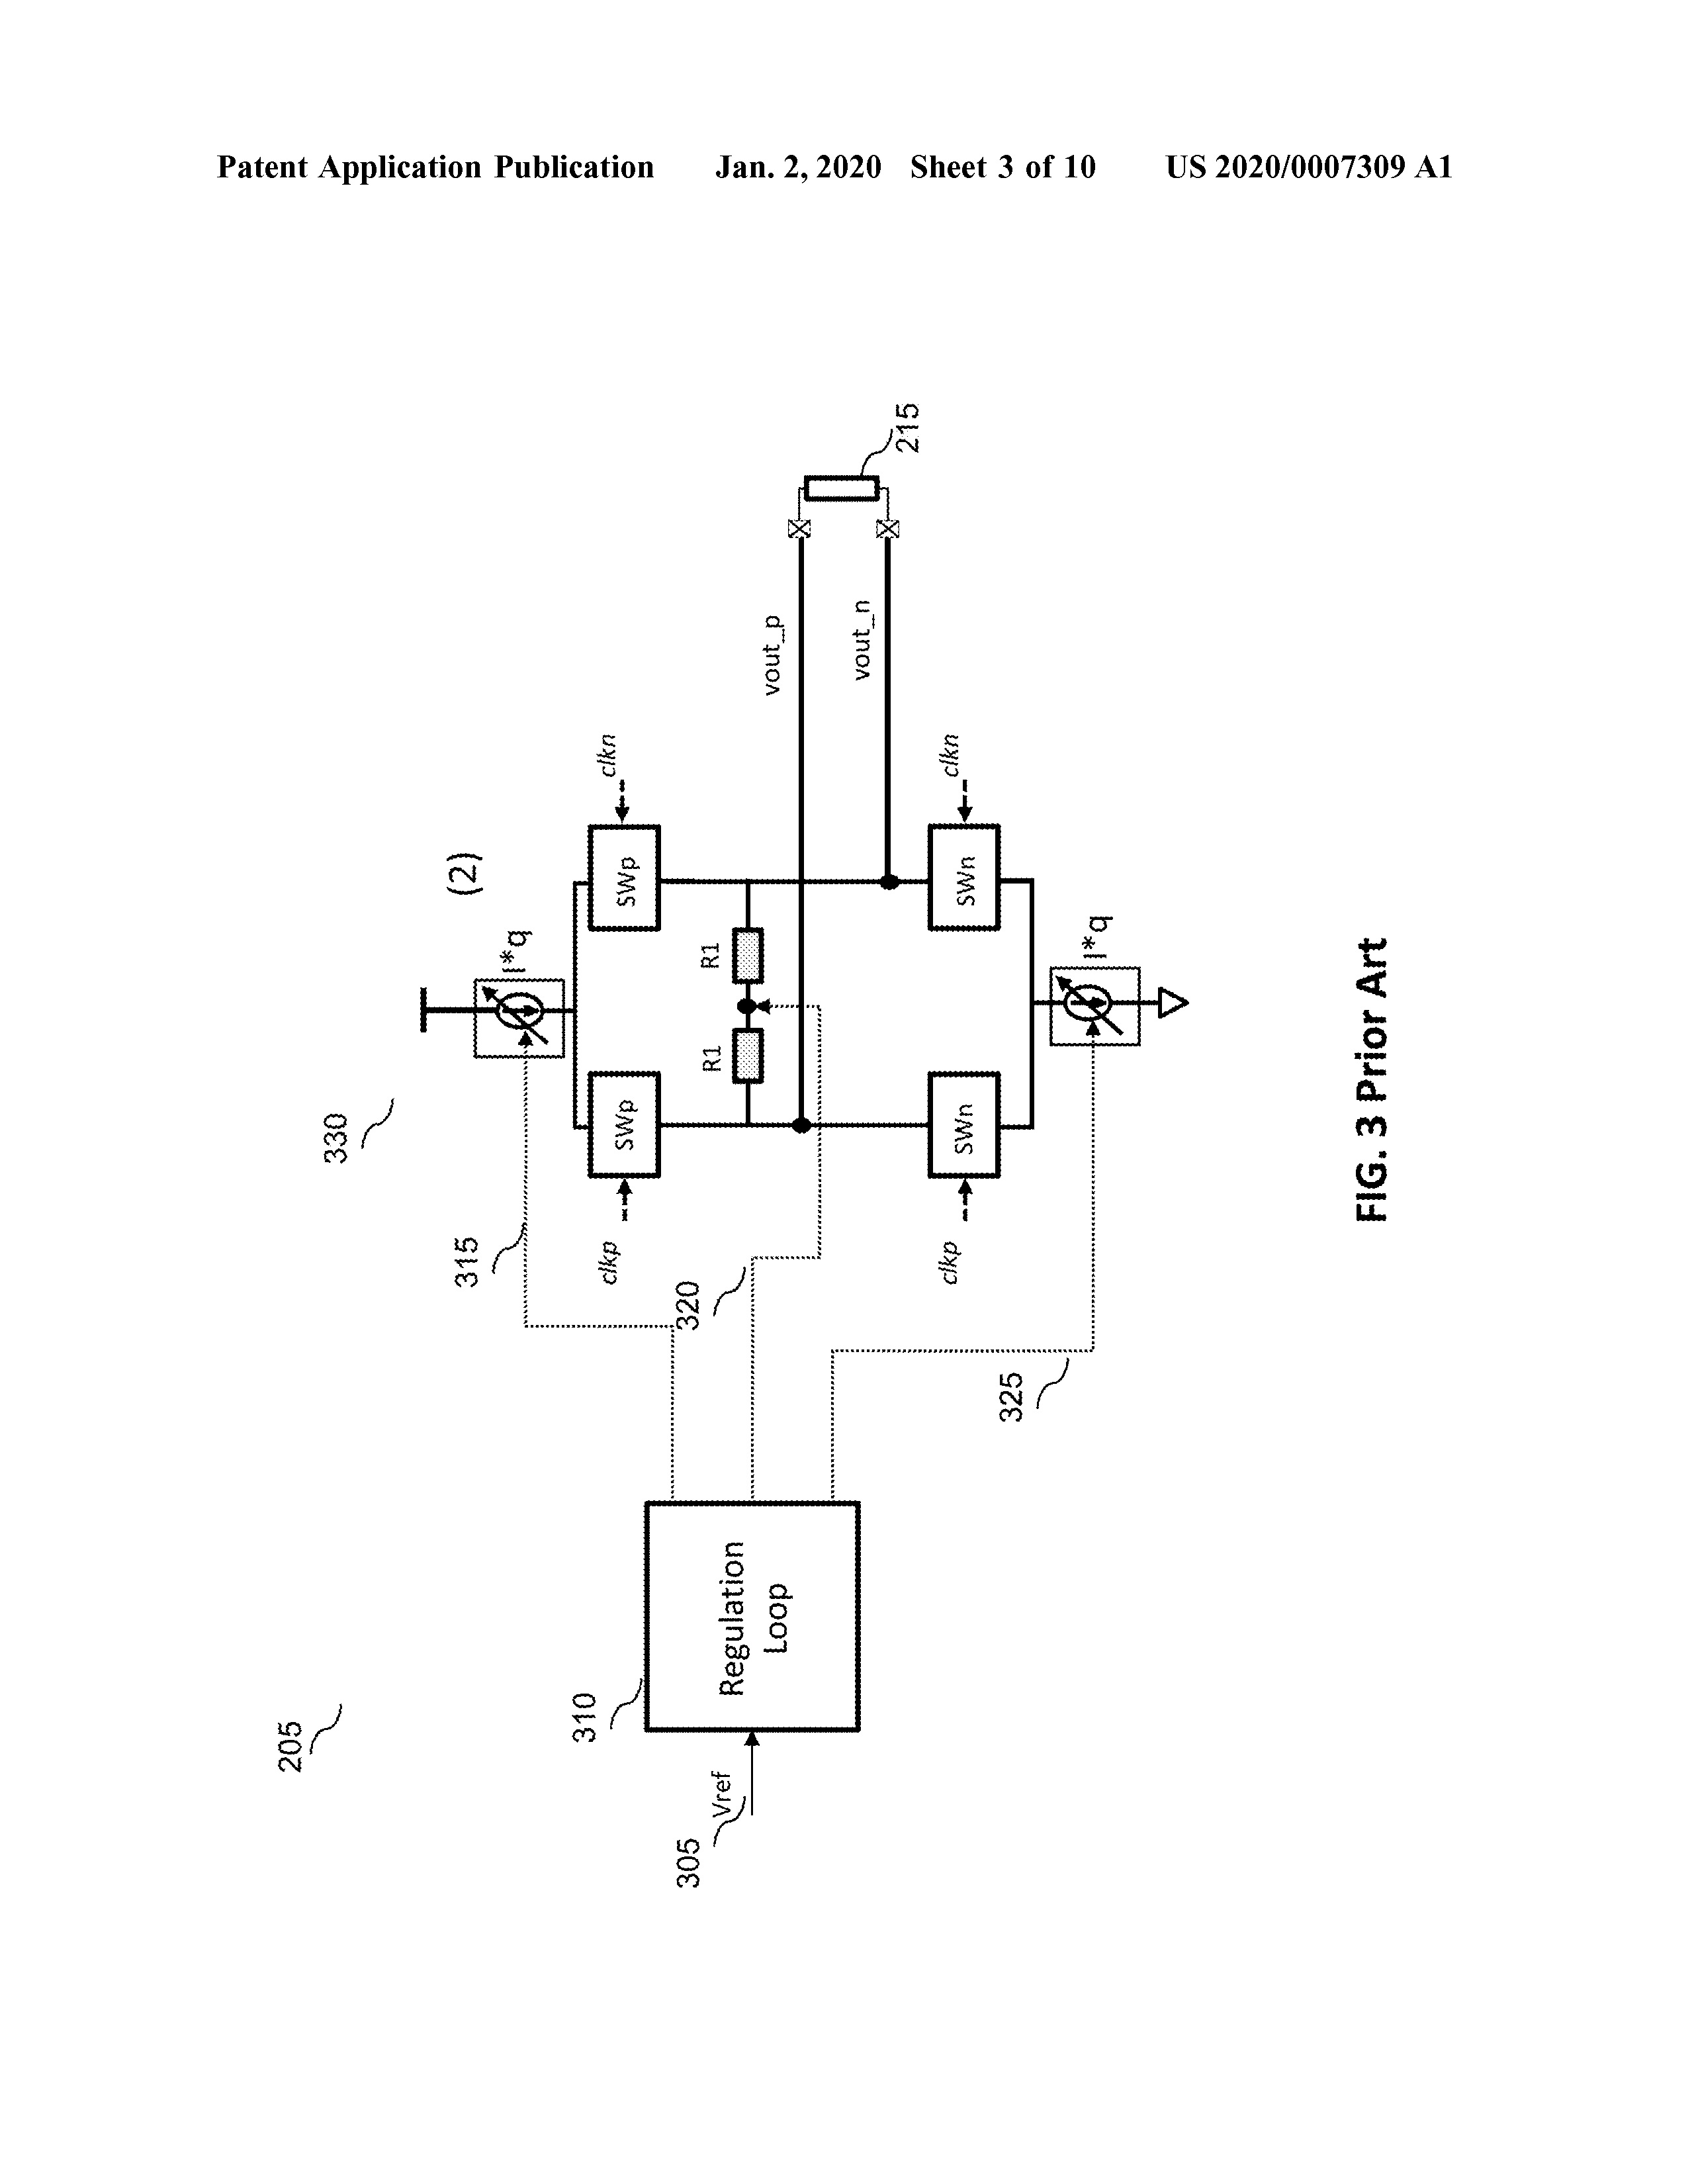 Patent Application Publication Jan. 2, 2020 Sheet 3 of 10 US 2020/0007309 A1
205
330
(2)
315
I*q
310
clkp
SWp
SWp
clkn
305
Vref
Regulation
Loop
320
R1
R1
vout_p
vout_n
215
325
clkp
SWn
SWn
clkn
I*q
FIG. 3 Prior Art